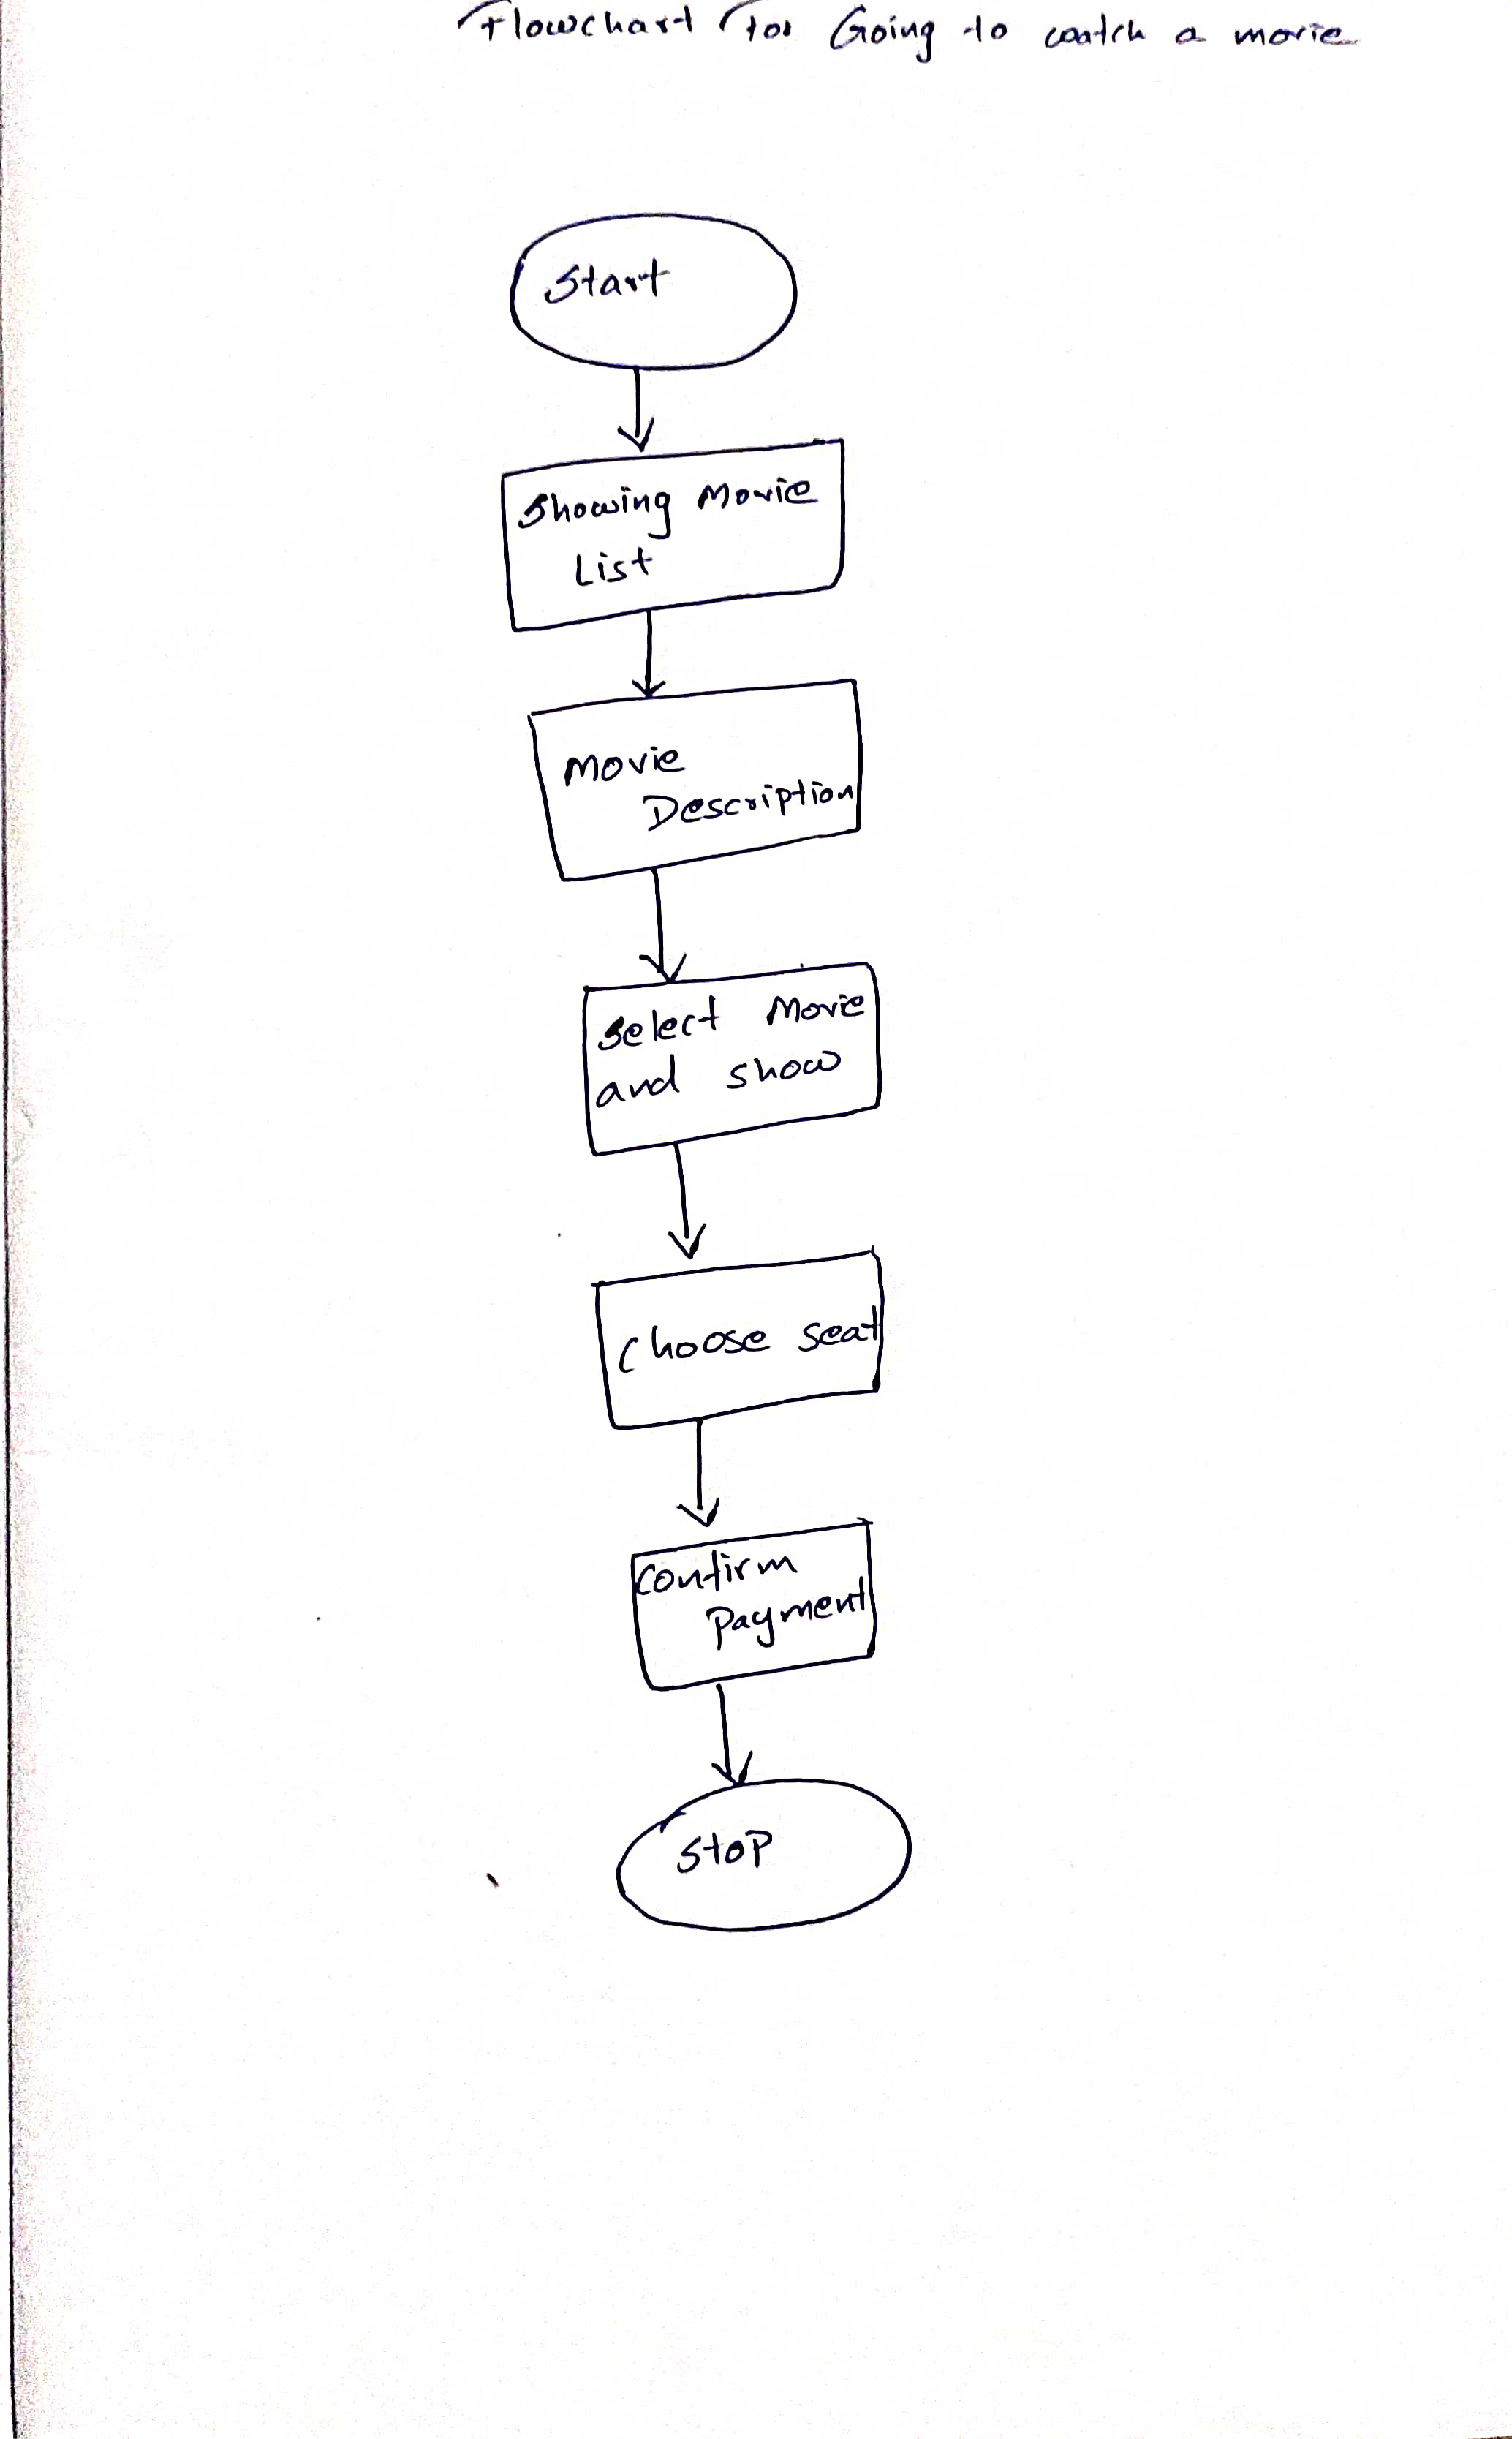 Flowchart For Going to watch a movie
Start
Showing Movie
List
Movie
Description
Select Movie
and show
Choose seat
Confirm
Payment
Stop